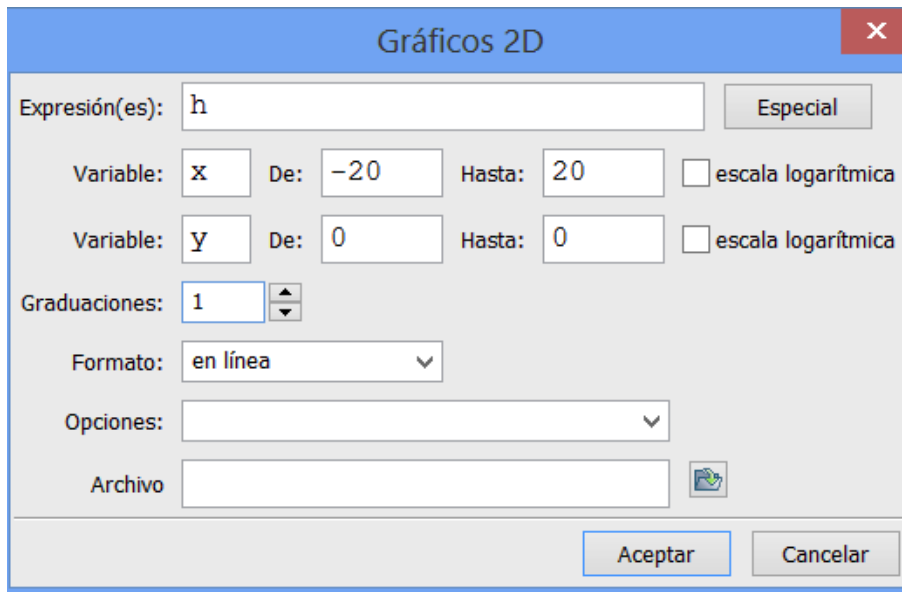 Gráficos 2D
Expresión(es): h Especial
Variable: x De: -20 Hasta: 20 escala logarítmica
Variable: y De: 0 Hasta: 0 escala logarítmica
Graduaciones: 1
Formato: en línea
Opciones:
Archivo
Aceptar Cancelar